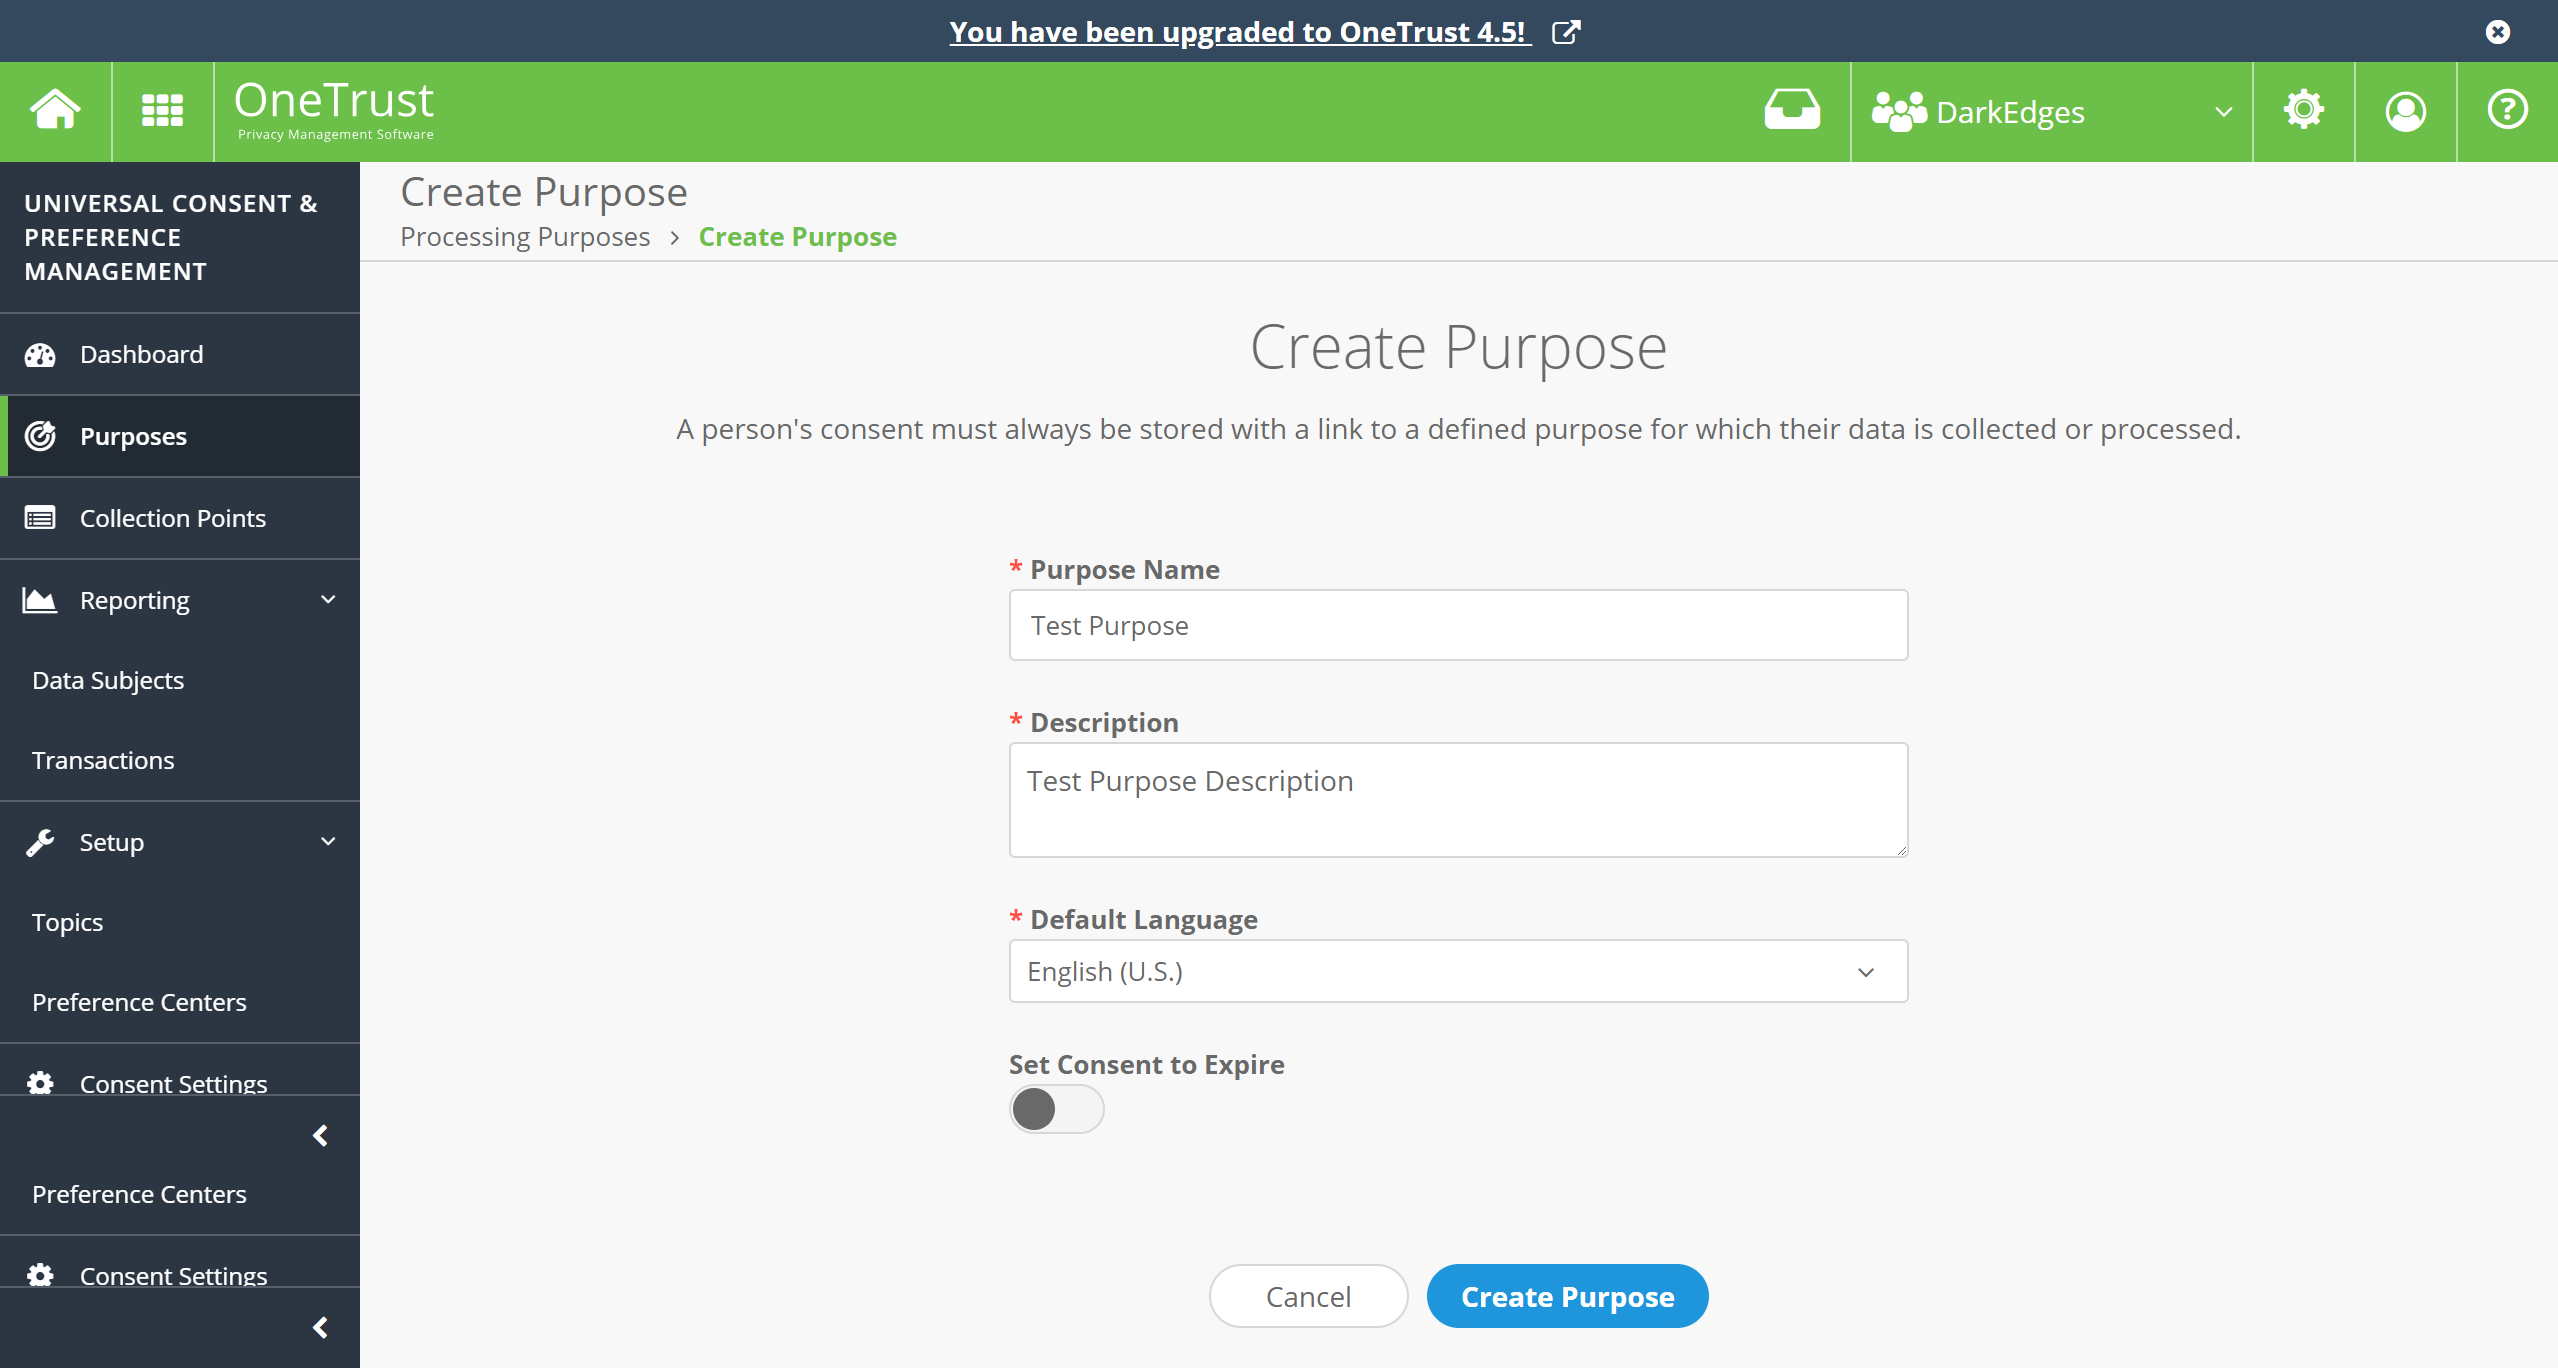 You have been upgraded to OneTrust 4.5!
OneTrust
Privacy Management Software
DarkEdges
UNIVERSAL CONSENT &
PREFERENCE
MANAGEMENT
Dashboard
Purposes
Collection Points
Reporting
Data Subjects
Transactions
Setup
Topics
Preference Centers
Consent Settings
Preference Centers
Consent Settings
Create Purpose
Processing Purposes > Create Purpose
Create Purpose
A person's consent must always be stored with a link to a defined purpose for which their data is collected or processed.
* Purpose Name
Test Purpose
* Description
Test Purpose Description
* Default Language
English (U.S.)
Set Consent to Expire
Cancel
Create Purpose